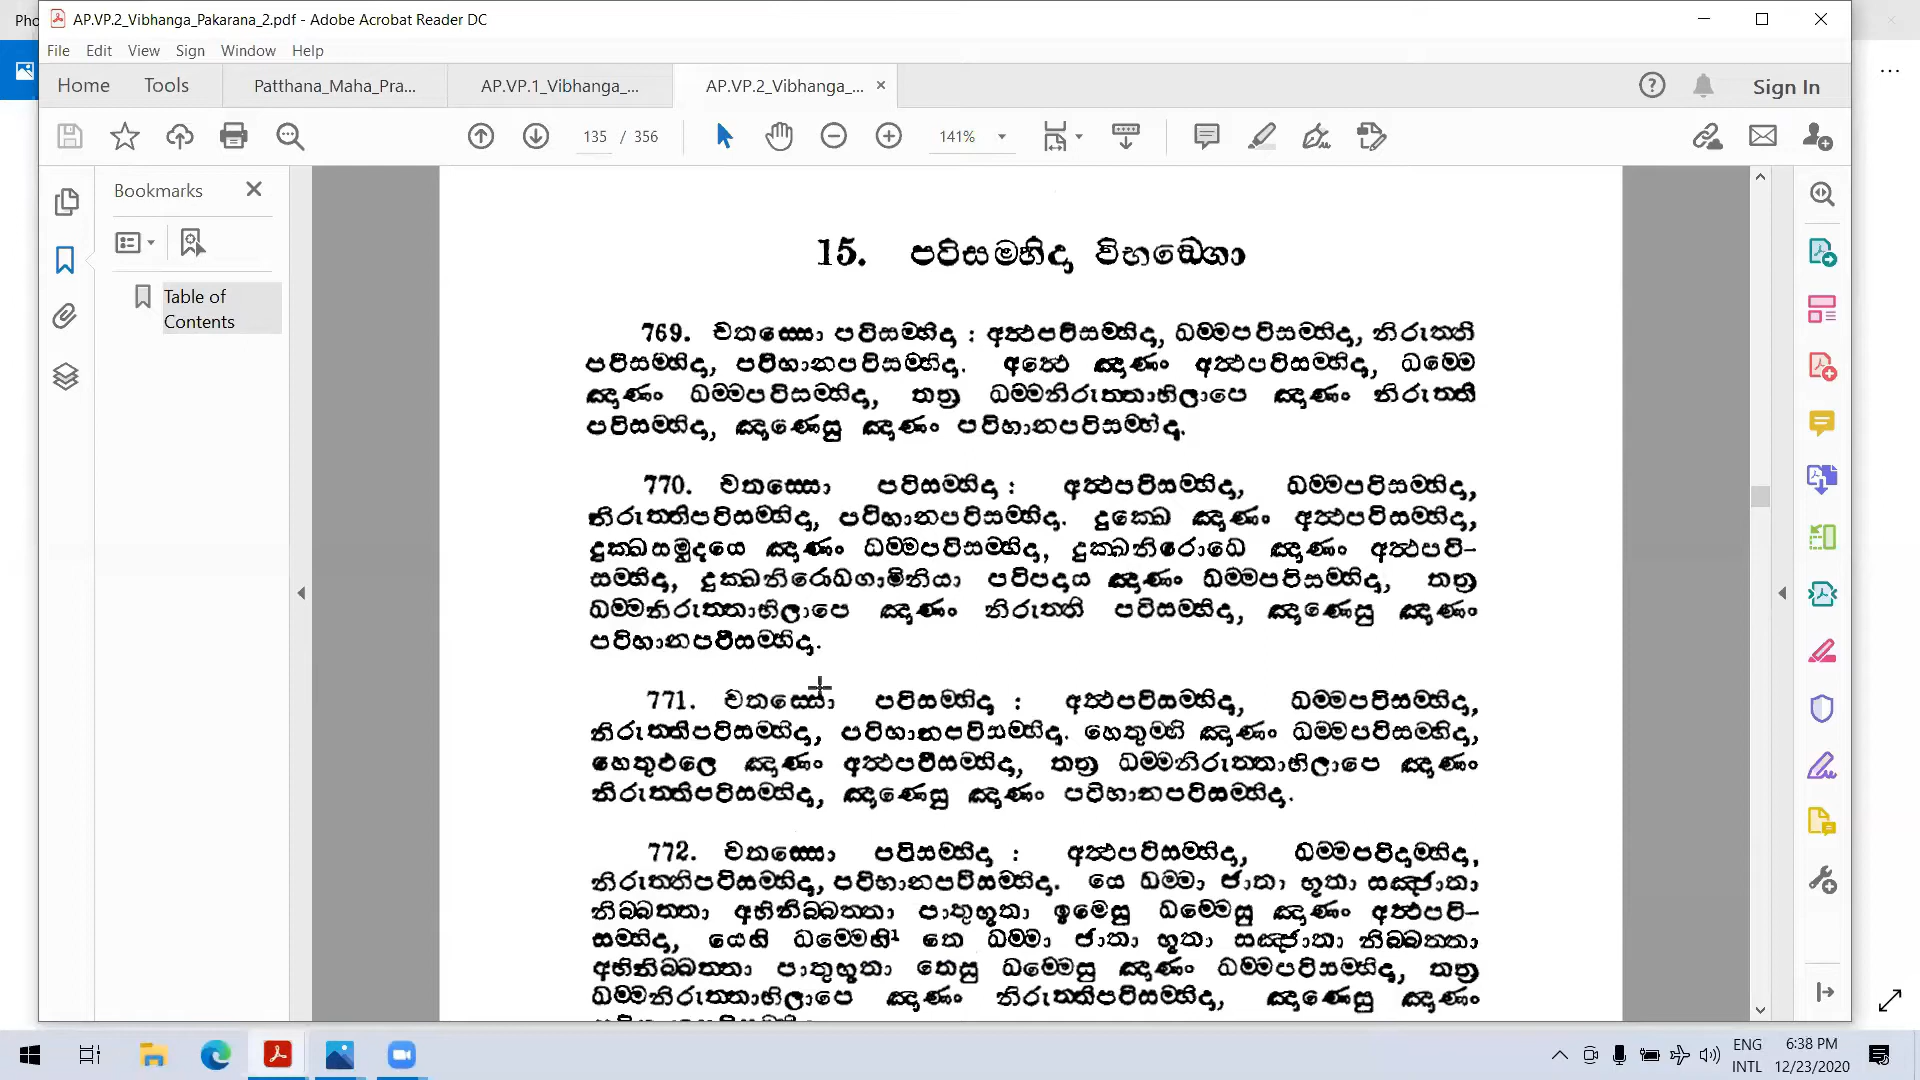 Pho
AP.VP.2_Vibhanga_Pakarana_2.pdf - Adobe Acrobat Reader DC
File Edit View Sign Window Help
Home Tools Patthana_Maha_Pra... AP.VP.1_Vibhanga_... AP.VP.2_Vibhanga_... Sign In
135 / 356 141%
Bookmarks
Table of
Contents
15. පටිසම්භිදා විභඞ්ගො
769. චතස්සො පටිසම්භිදා : අත්ථපටිසම්භිදා, ධම්මපටිසම්භිදා, නිරුත්ති
පටිසම්භිදා, පටිභානපටිසම්භිදා. අත්ථෙ ඤාණං අත්ථපටිසම්භිදා, ධම්මෙ
ඤාණං ධම්මපටිසම්භිදා, තත්‍ර ධම්මනිරුත්තාභිලාපෙ ඤාණං නිරුත්ති
පටිසම්භිදා, ඤාණෙසු ඤාණං පටිභානපටිසම්භිදා.
770. චතස්සො පටිසම්භිදා : අත්ථපටිසම්භිදා, ධම්මපටිසම්භිදා,
නිරුත්තිපටිසම්භිදා, පටිභානපටිසම්භිදා. දුක්ඛෙ ඤාණං අත්ථපටිසම්භිදා,
දුක්ඛසමුදයෙ ඤාණං ධම්මපටිසම්භිදා, දුක්ඛනිරොධෙ ඤාණං අත්ථපටි-
සම්භිදා, දුක්ඛනිරොධගාමිනියා පටිපදාය ඤාණං ධම්මපටිසම්භිදා, තත්‍ර
ධම්මනිරුත්තාභිලාපෙ ඤාණං නිරුත්ති පටිසම්භිදා, ඤාණෙසු ඤාණං
පටිභානපටිසම්භිදා.
771. චතස්සො පටිසම්භිදා : අත්ථපටිසම්භිදා, ධම්මපටිසම්භිදා,
නිරුත්තිපටිසම්භිදා, පටිභානපටිසම්භිදා. හෙතුම්හි ඤාණං ධම්මපටිසම්භිදා,
හෙතුඵලෙ ඤාණං අත්ථපටිසම්භිදා, තත්‍ර ධම්මනිරුත්තාභිලාපෙ ඤාණං
නිරුත්තිපටිසම්භිදා, ඤාණෙසු ඤාණං පටිභානපටිසම්භිදා.
772. චතස්සො පටිසම්භිදා : අත්ථපටිසම්භිදා, ධම්මපටිදාම්භිදා,
නිරුත්තිපටිසම්භිදා, පටිභානපටිසම්භිදා. යෙ ධම්මා ජාතා භූතා සඤ්ජාතා
නිබ්බත්තා අභිනිබ්බත්තා පාතුභූතා ඉමෙසු ධම්මෙසු ඤාණං අත්ථපටි-
සම්භිදා, යෙහි ධම්මෙහි¹ තෙ ධම්මා ජාතා භූතා සඤ්ජාතා නිබ්බත්තා
අභිනිබ්බත්තා පාතුභූතා තෙසු ධම්මෙසු ඤාණං ධම්මපටිසම්භිදා, තත්‍ර
ධම්මනිරුත්තාභිලාපෙ ඤාණං නිරුත්තිපටිසම්භිදා, ඤාණෙසු ඤාණං
ENG 6:38 PM
INTL 12/23/2020